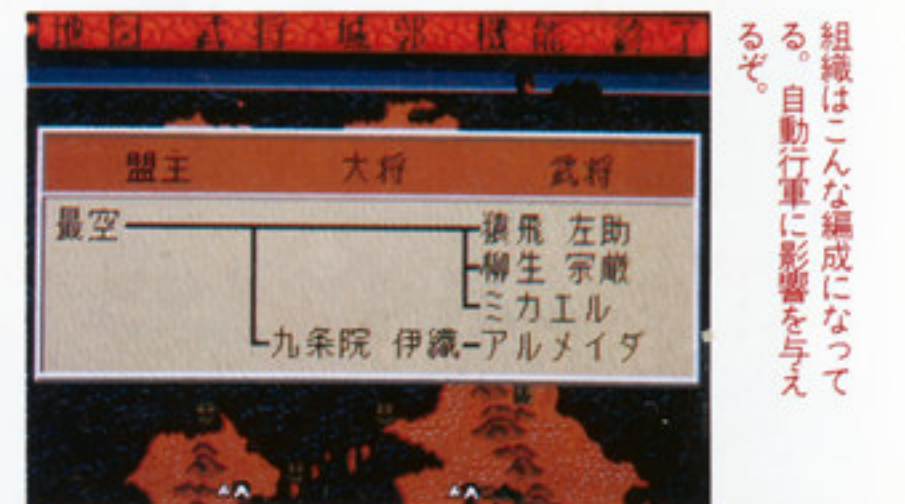 地図 武将 城郭 機能 終了
盟主 大将 武将
最空 猿飛 左助
柳生 宗厳
ミカエル
九条院 伊織 アルメイダ
組織はこんな編成になって
る。自動行軍に影響を与え
るぞ。